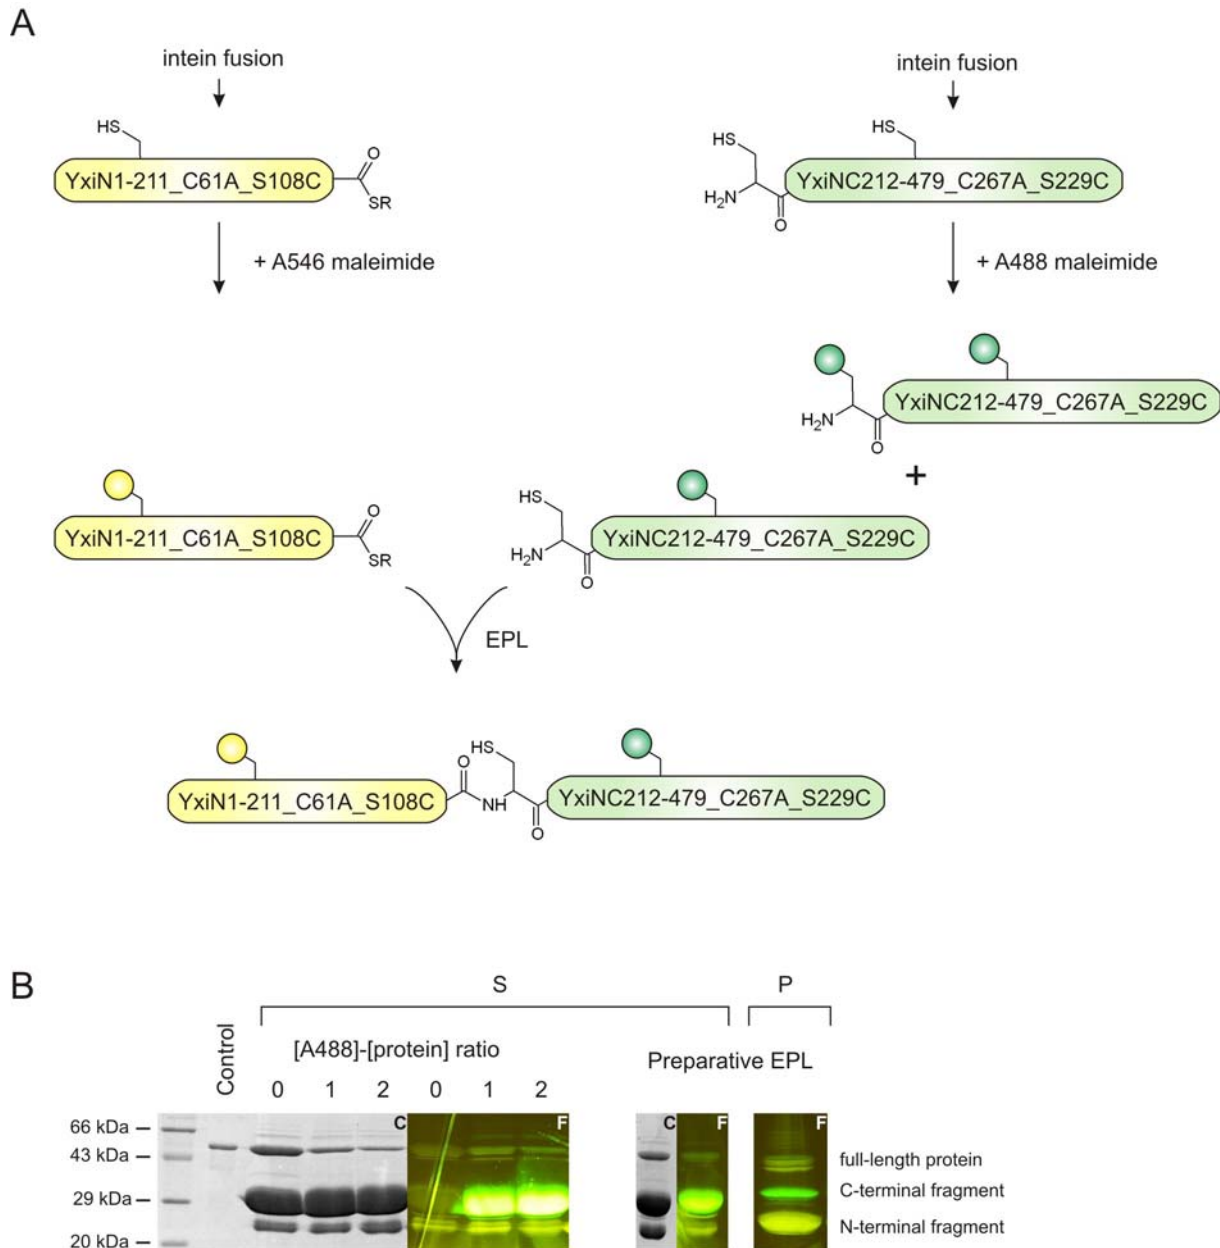 A
intein fusion
intein fusion
HS
HS
HS
O
YxiN1-211_C61A_S108C
YxiNC212-479_C267A_S229C
SR
H2N
O
+ A546 maleimide
+ A488 maleimide
YxiNC212-479_C267A_S229C
H2N
O
+
HS
O
YxiN1-211_C61A_S108C
YxiNC212-479_C267A_S229C
SR
H2N
O
EPL
HS
O
YxiN1-211_C61A_S108C
NH
YxiNC212-479_C267A_S229C
O
B
S
P
Control
[A488]-[protein] ratio
Preparative EPL
0 1 2 0 1 2
C F C F F
66 kDa
43 kDa
29 kDa
20 kDa
full-length protein
C-terminal fragment
N-terminal fragment